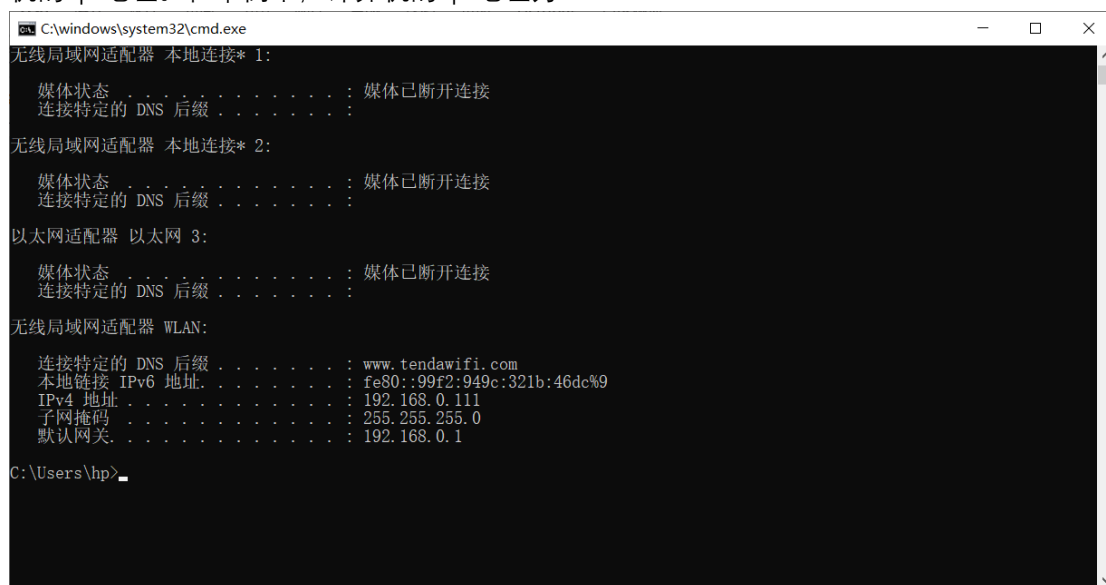 C:\windows\system32\cmd.exe
无线局域网适配器 本地连接* 1:
媒体状态 . . . . . . . . . . . . : 媒体已断开连接
连接特定的 DNS 后缀 . . . . . . . :
无线局域网适配器 本地连接* 2:
媒体状态 . . . . . . . . . . . . : 媒体已断开连接
连接特定的 DNS 后缀 . . . . . . . :
以太网适配器 以太网 3:
媒体状态 . . . . . . . . . . . . : 媒体已断开连接
连接特定的 DNS 后缀 . . . . . . . :
无线局域网适配器 WLAN:
连接特定的 DNS 后缀 . . . . . . . : www.tendawifi.com
本地链接 IPv6 地址. . . . . . . . : fe80::99f2:949c:321b:46dc%9
IPv4 地址 . . . . . . . . . . . . : 192.168.0.111
子网掩码 . . . . . . . . . . . . : 255.255.255.0
默认网关. . . . . . . . . . . . . : 192.168.0.1
C:\Users\hp>